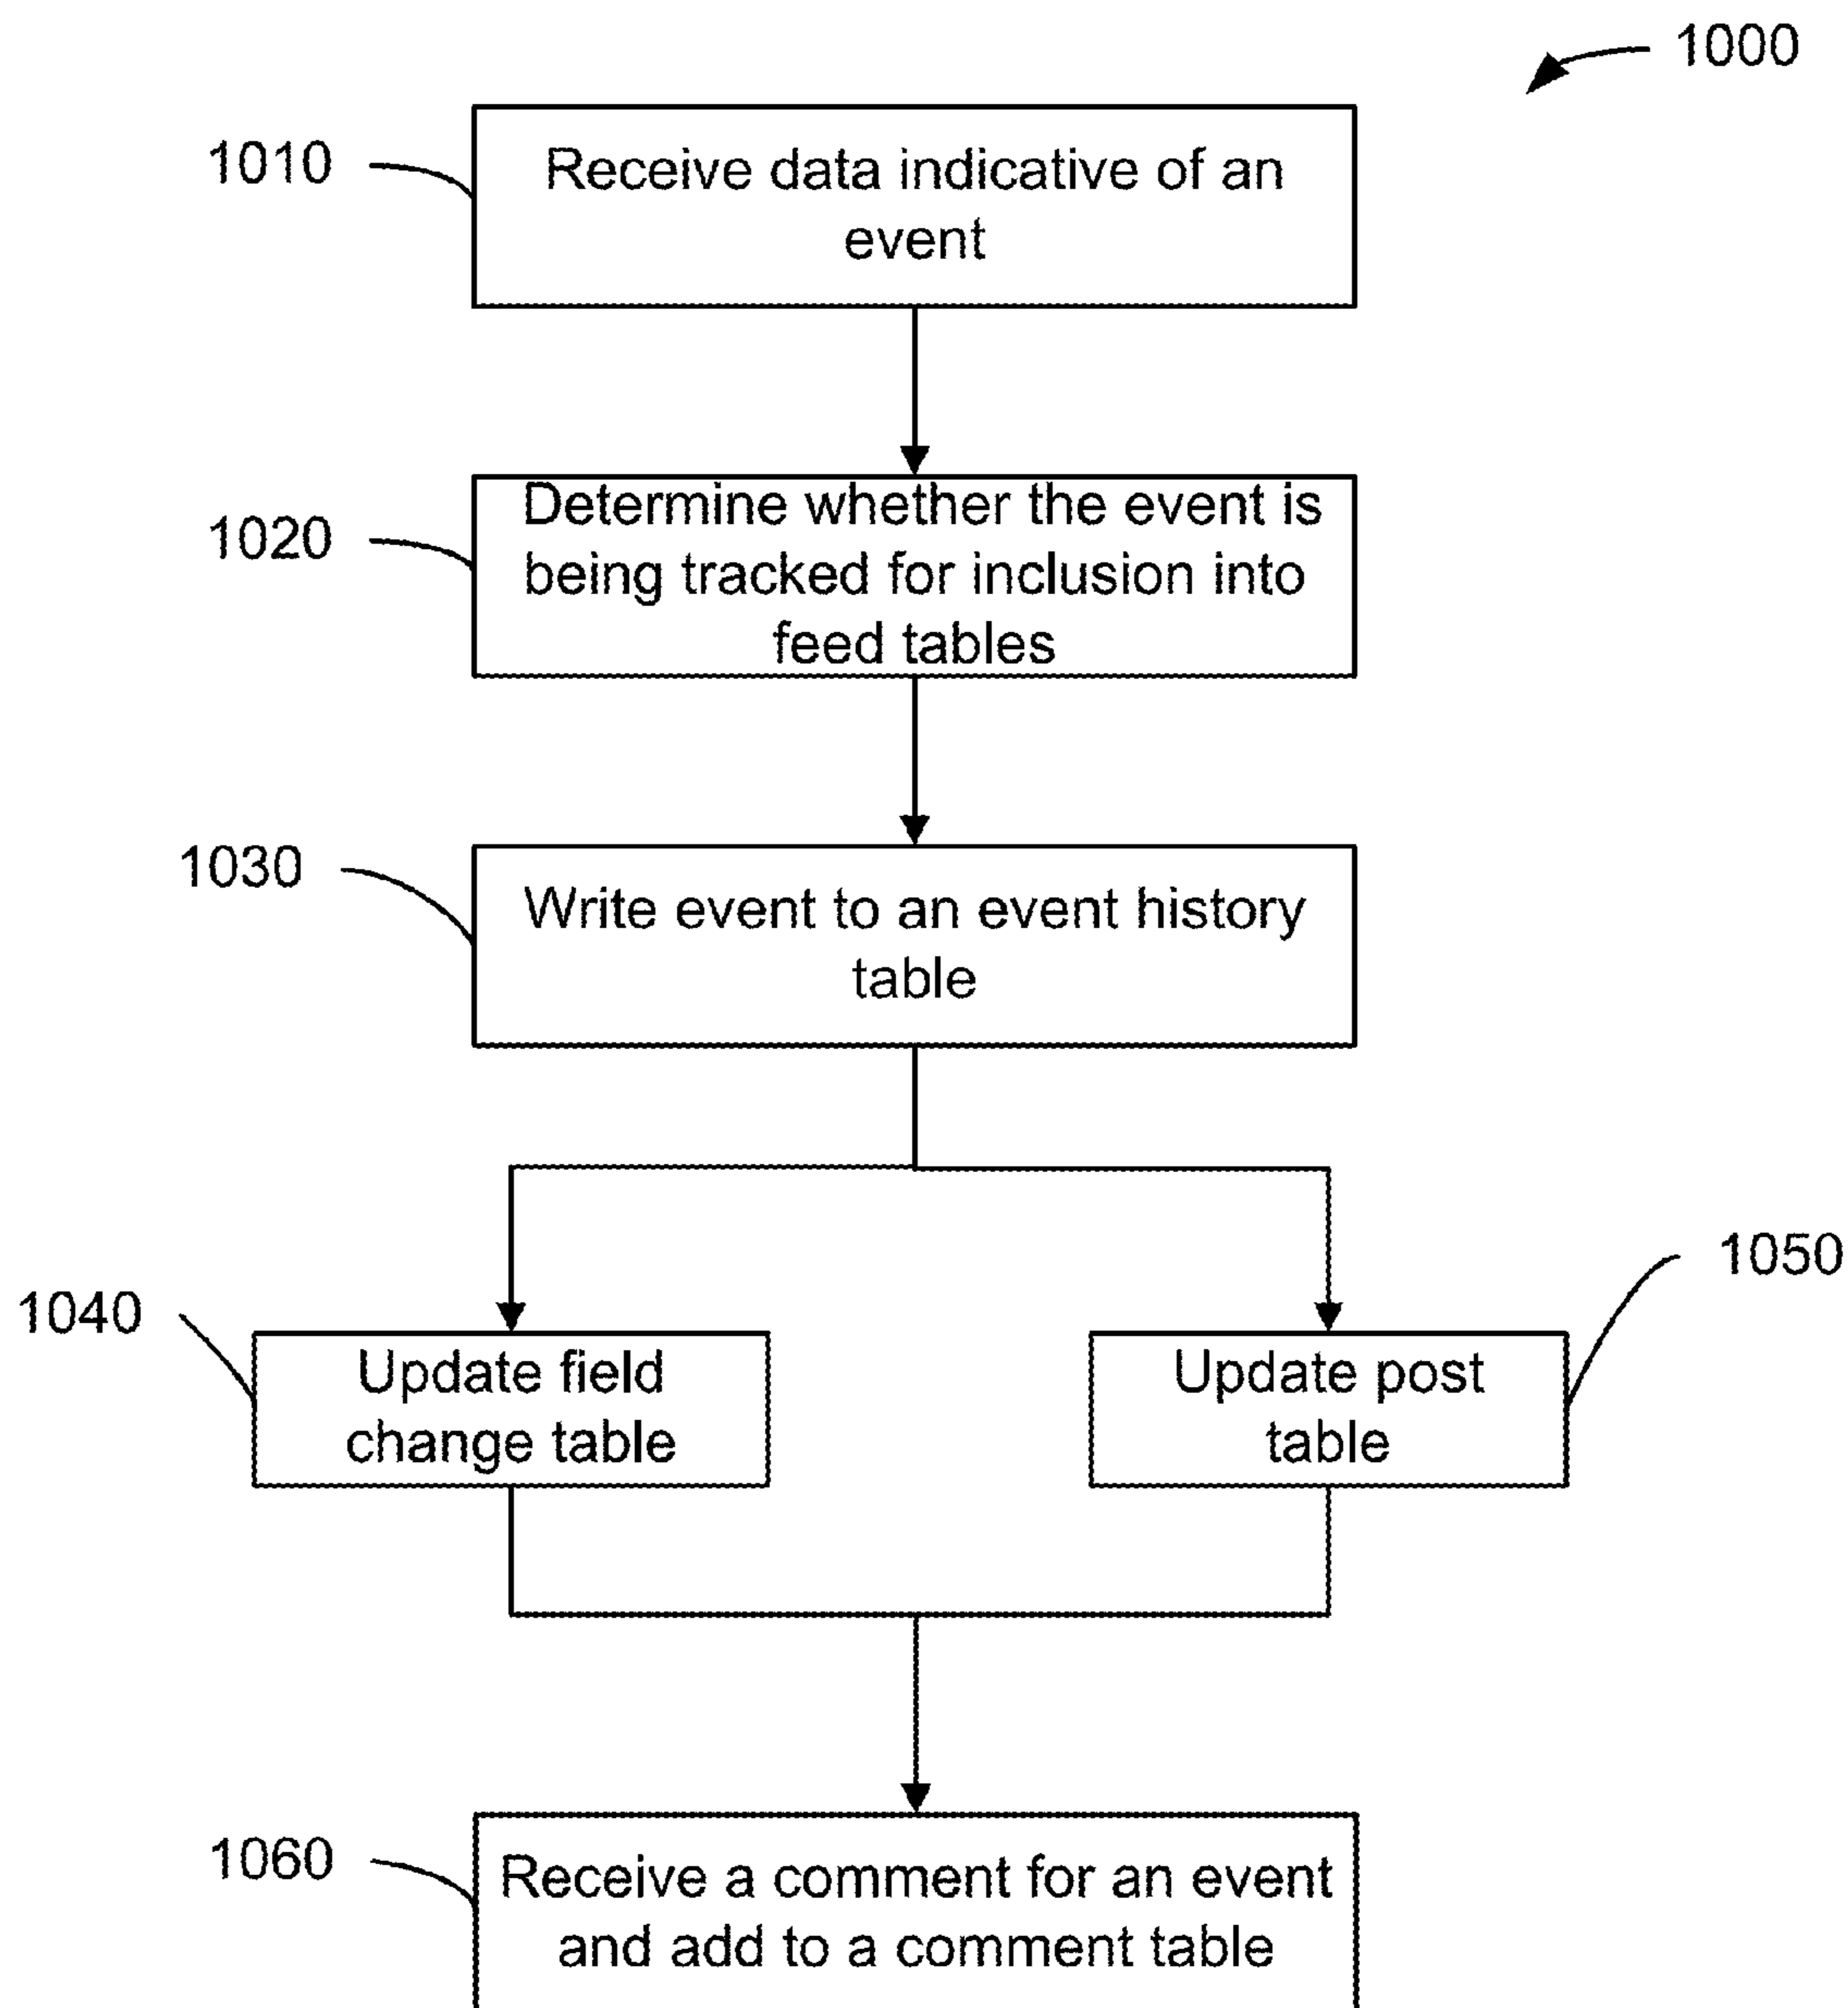 1000
1010
Receive data indicative of an
event
1020
Determine whether the event is
being tracked for inclusion into
feed tables
1030
Write event to an event history
table
1040
Update field
change table
1050
Update post
table
1060
Receive a comment for an event
and add to a comment table